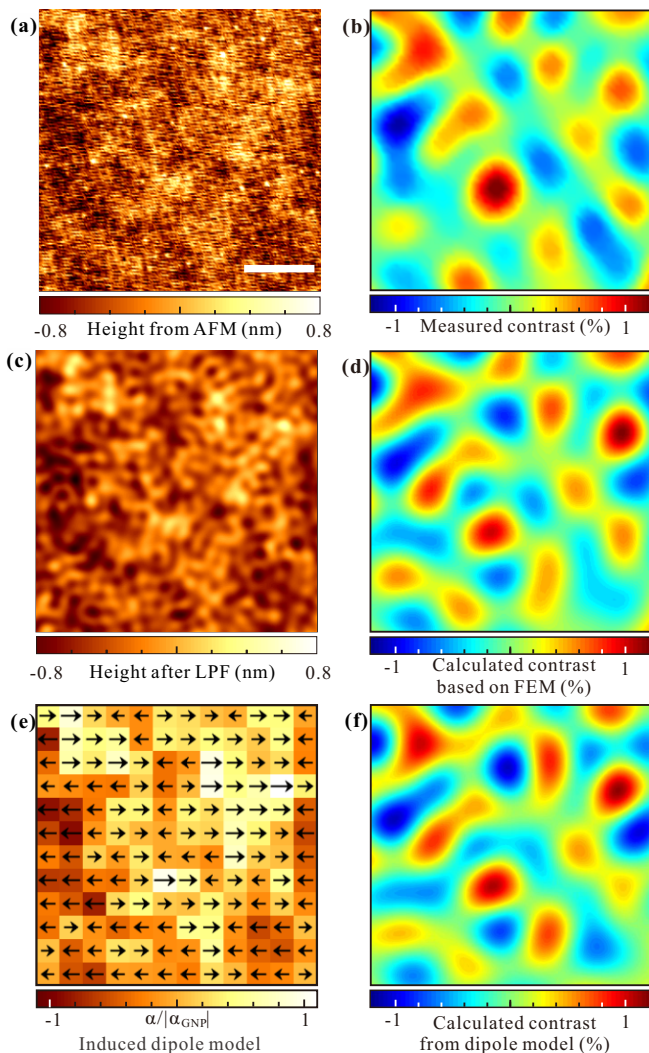 (a)
(b)
-0.8 Height from AFM (nm) 0.8
-1 Measured contrast (%) 1
(c)
(d)
-0.8 Height after LPF (nm) 0.8
-1 Calculated contrast 1
based on FEM (%)
(e)
(f)
-1 α/|α_GNP| 1
Induced dipole model
-1 Calculated contrast 1
from dipole model (%)